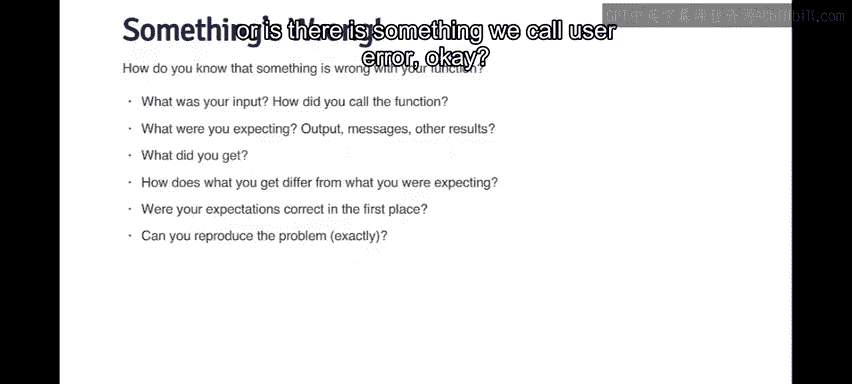 Something's Wrong!
or is there is something we call user
error, okay?
How do you know that something is wrong with your function?
· What was your input? How did you call the function?
· What were you expecting? Output, messages, other results?
· What did you get?
· How does what you get differ from what you were expecting?
· Were your expectations correct in the first place?
· Can you reproduce the problem (exactly)?